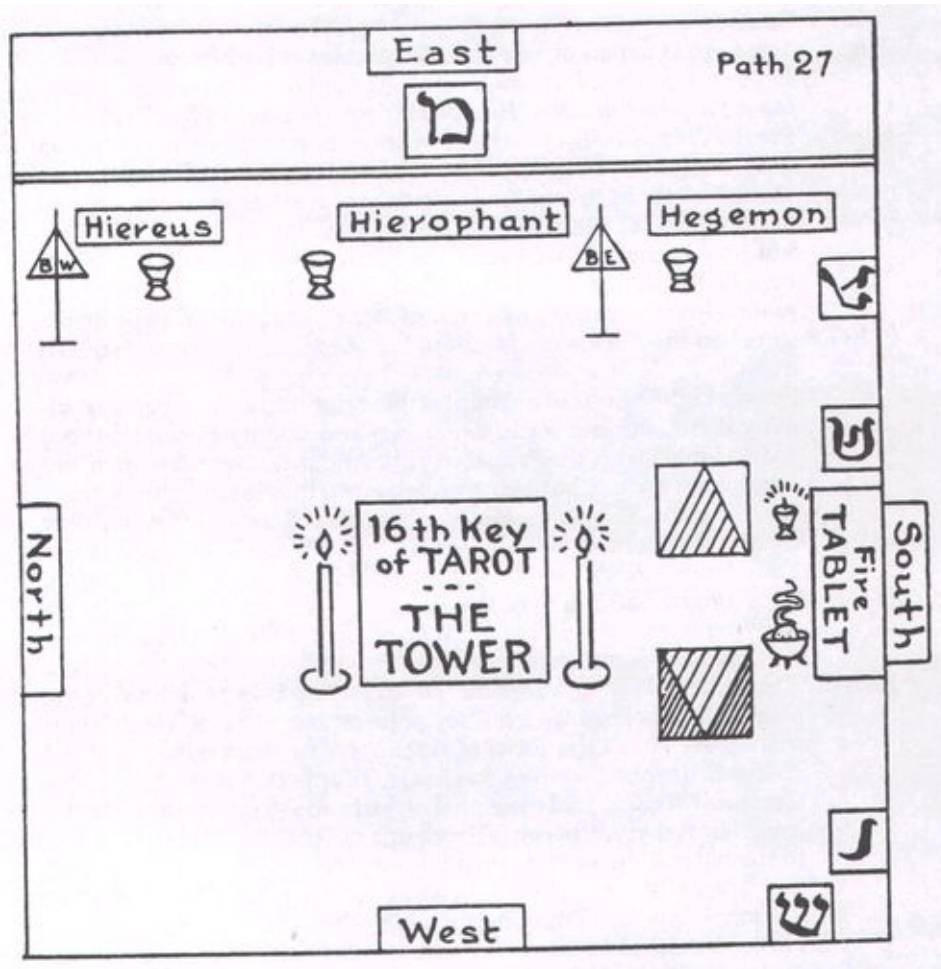 East
Path 27
מ
Hiereus
Hierophant
Hegemon
B W
B E
צ
פ
North
16th Key
of TAROT
---
THE
TOWER
Fire
TABLET
South
נ
ש
West